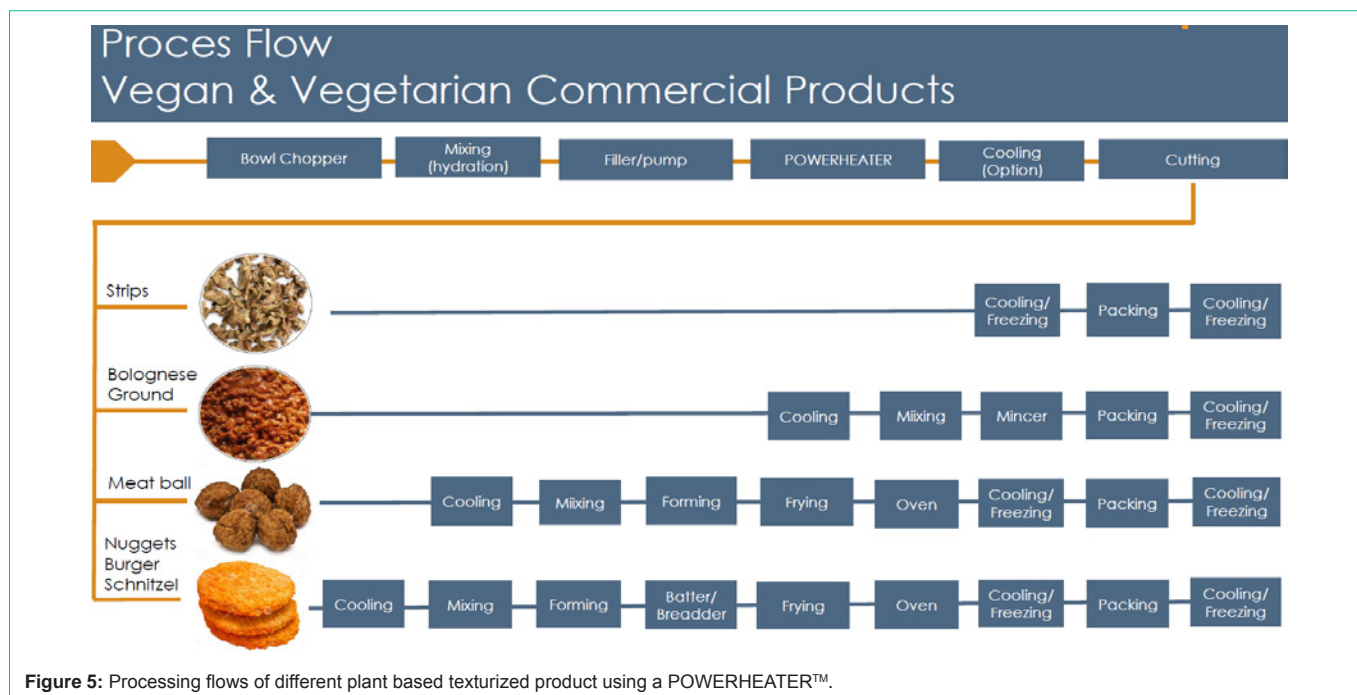 Proces Flow
Vegan & Vegetarian Commercial Products
Bowl Chopper
Mixing
(hydration)
Filler/pump
POWERHEATER
Cooling
(Option)
Cutting
Strips
Cooling/
Freezing
Packing
Cooling/
Freezing
Bolognese
Ground
Cooling
Miixing
Mincer
Packing
Cooling/
Freezing
Meat ball
Cooling
Miixing
Forming
Frying
Oven
Cooling/
Freezing
Packing
Cooling/
Freezing
Nuggets
Burger
Schnitzel
Cooling
Mixing
Forming
Batter/
Breadder
Frying
Oven
Cooling/
Freezing
Packing
Cooling/
Freezing
Figure 5: Processing flows of different plant based texturized product using a POWERHEATER™.